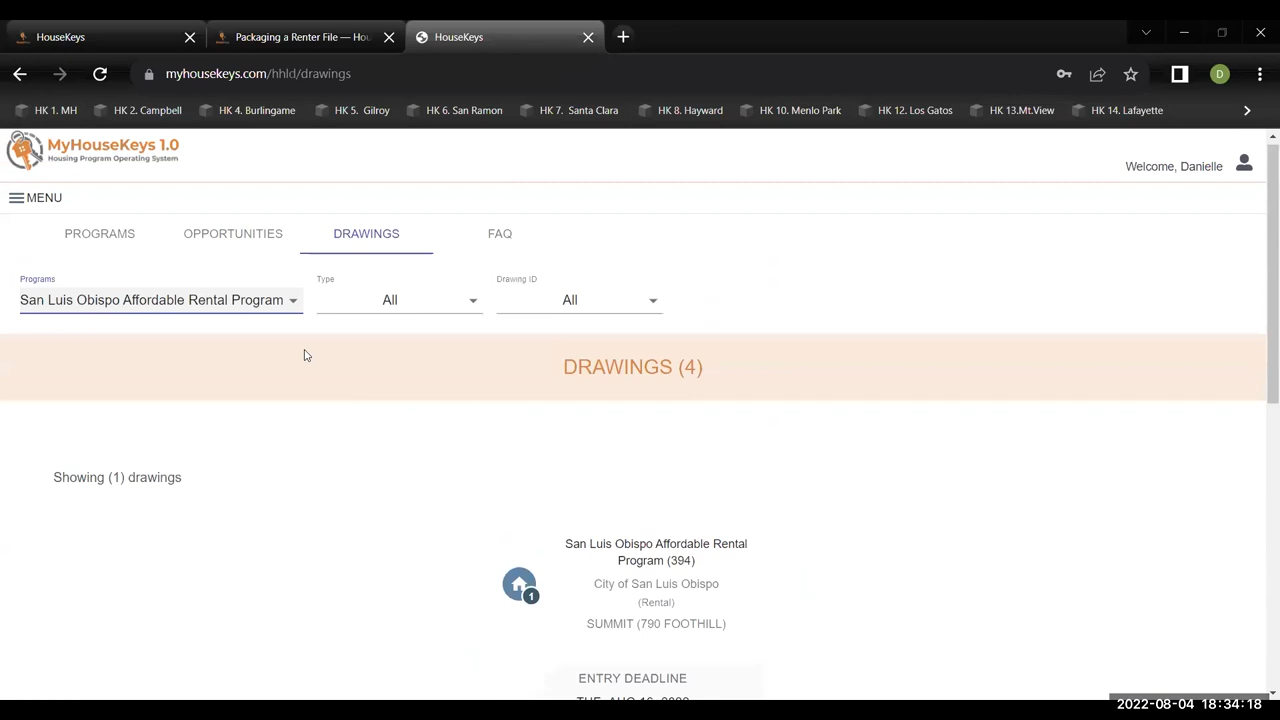 HouseKeys
Packaging a Renter File — Hou
HouseKeys
myhousekeys.com/hhld/drawings
D
HK 1. MH
HK 2. Campbell
HK 4. Burlingame
HK 5. Gilroy
HK 6. San Ramon
HK 7. Santa Clara
HK 8. Hayward
HK 10. Menlo Park
HK 12. Los Gatos
HK 13.Mt.View
HK 14. Lafayette
MyHouseKeys 1.0
Housing Program Operating System
Welcome, Danielle
MENU
PROGRAMS
OPPORTUNITIES
DRAWINGS
FAQ
Programs
Type
Drawing ID
San Luis Obispo Affordable Rental Program
All
All
DRAWINGS (4)
Showing (1) drawings
San Luis Obispo Affordable Rental
Program (394)
City of San Luis Obispo
1
(Rental)
SUMMIT (790 FOOTHILL)
ENTRY DEADLINE
TUE, AUG 16, 2022
2022-08-04 18:34:18